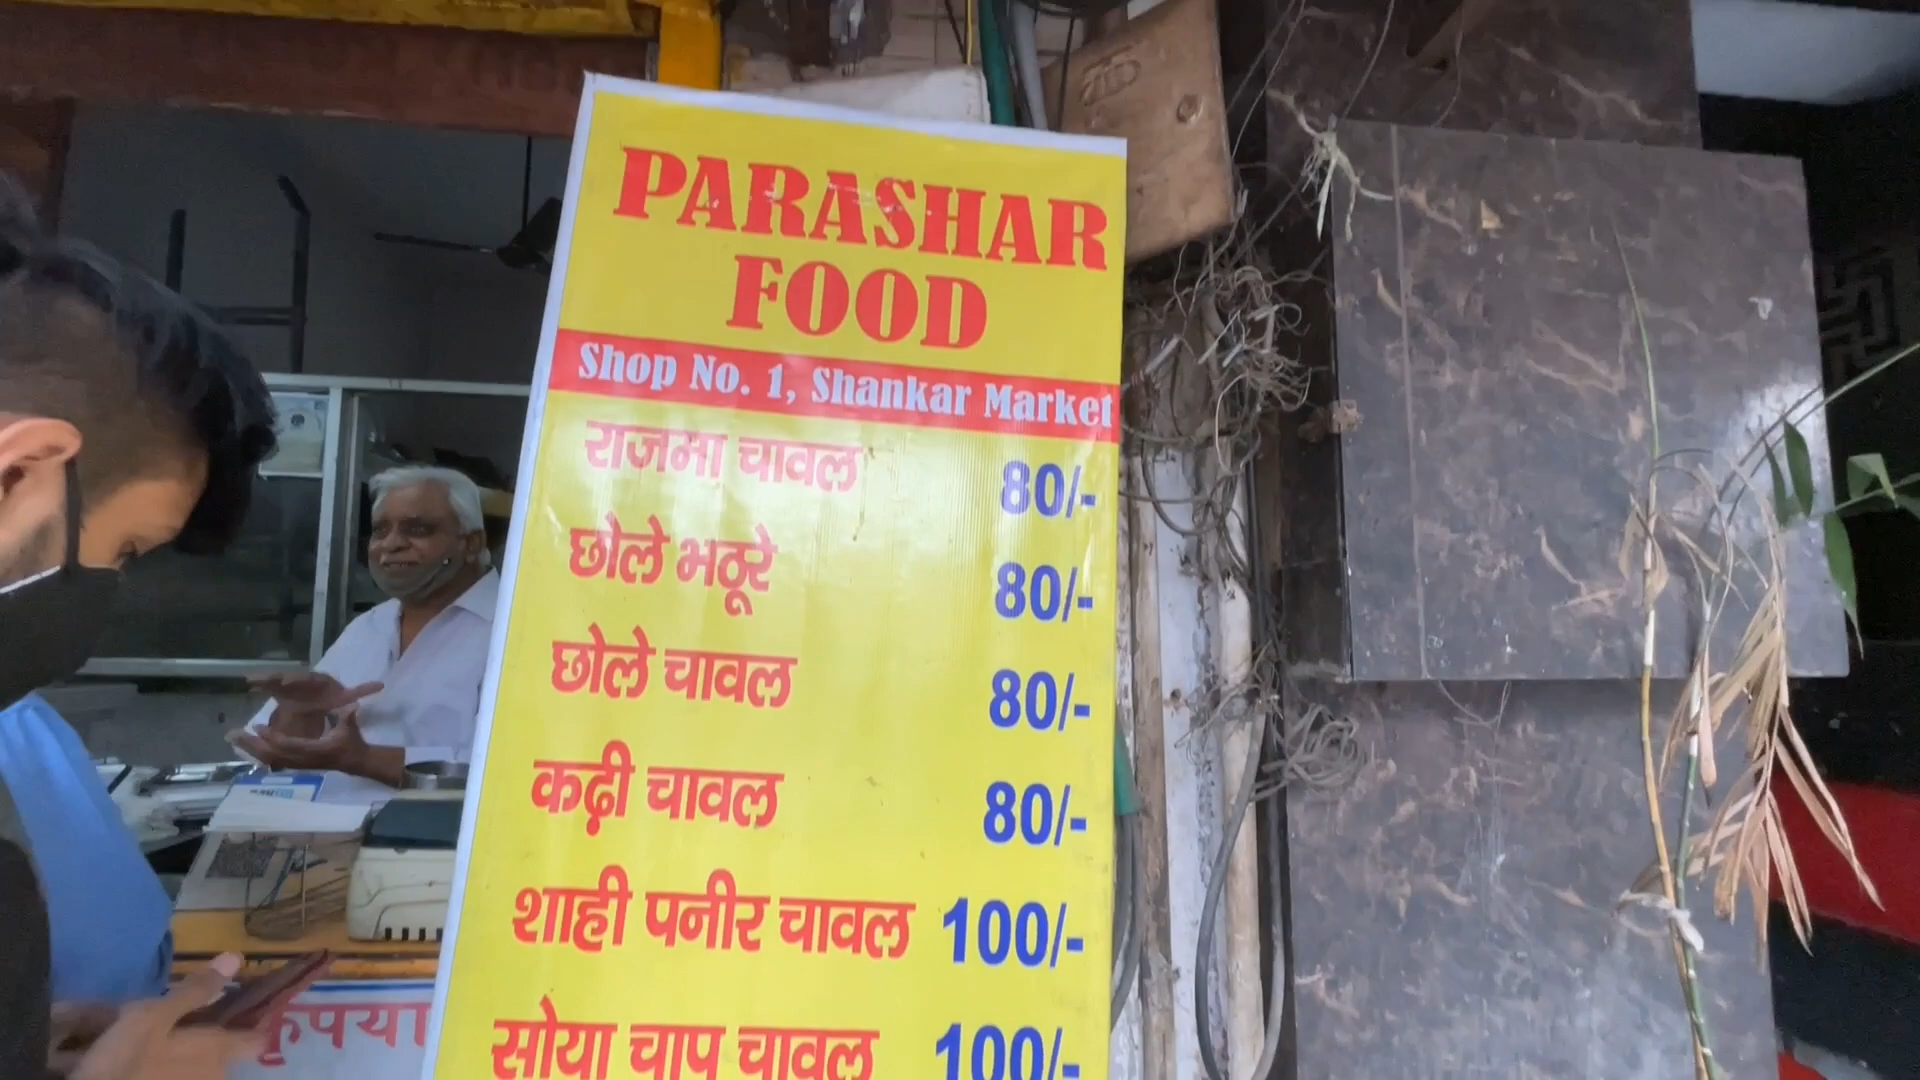 PARASHAR
FOOD
Shop No. 1, Shankar Market
राजमा चावल 80/-
छोले भठूरे 80/-
छोले चावल 80/-
कढ़ी चावल 80/-
शाही पनीर चावल 100/-
सोया चाप चावल 100/-
कृपया